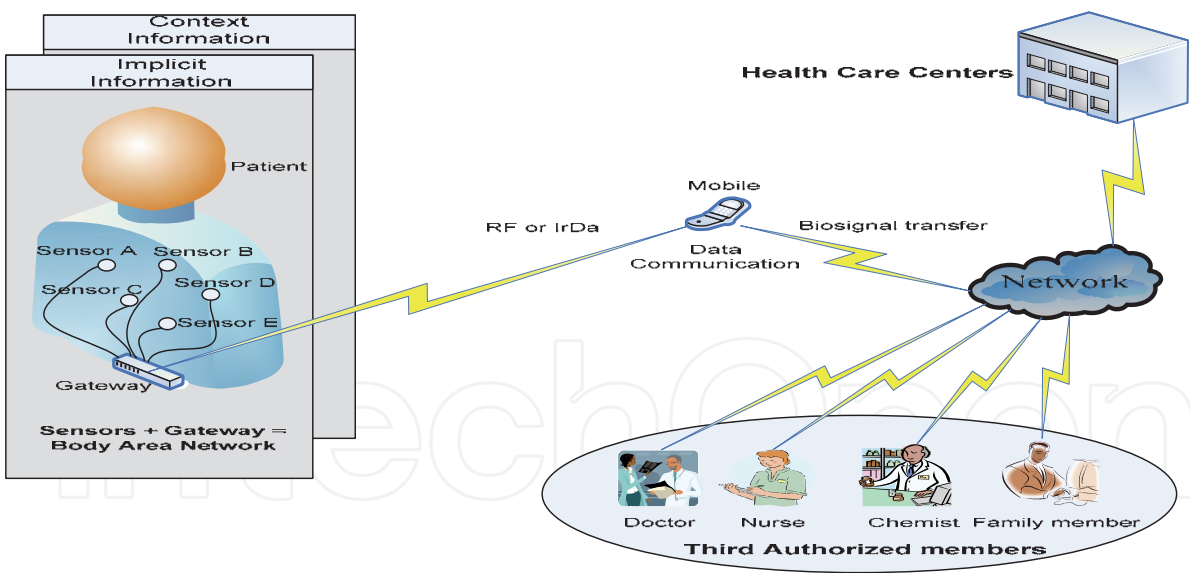 Context
Information
Implicit
Information
Patient
Sensor A
Sensor B
Sensor C
Sensor D
Sensor E
Gateway
Sensors + Gateway =
Body Area Network
RF or IrDa
Mobile
Data
Communication
Biosignal transfer
Health Care Centers
Network
Doctor
Nurse
Chemist
Family member
Third Authorized members
IntechOpen